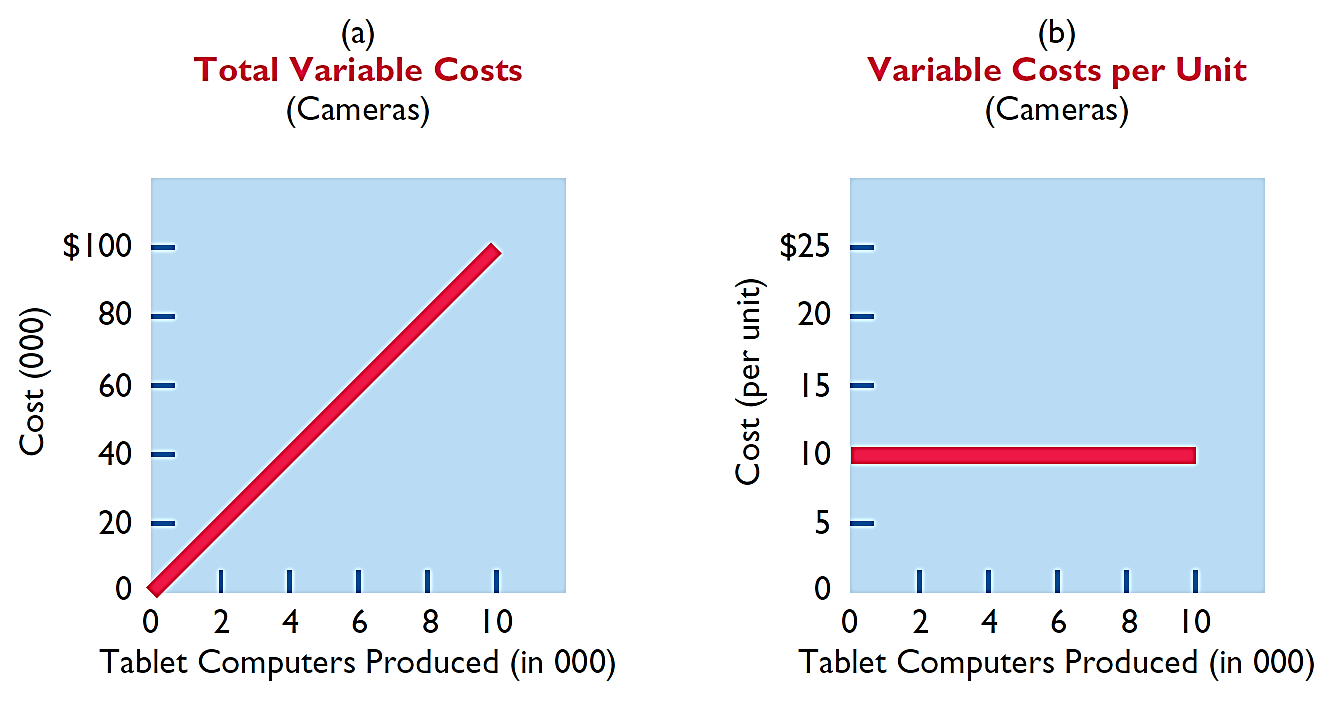 (a)
Total Variable Costs
(Cameras)
$100
80
60
40
20
0
Cost (000)
0 2 4 6 8 10
Tablet Computers Produced (in 000)
(b)
Variable Costs per Unit
(Cameras)
$25
20
15
10
5
0
Cost (per unit)
0 2 4 6 8 10
Tablet Computers Produced (in 000)